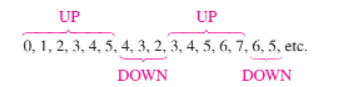 UP UP
0, 1, 2, 3, 4, 5, 4, 3, 2, 3, 4, 5, 6, 7, 6, 5, etc.
DOWN DOWN